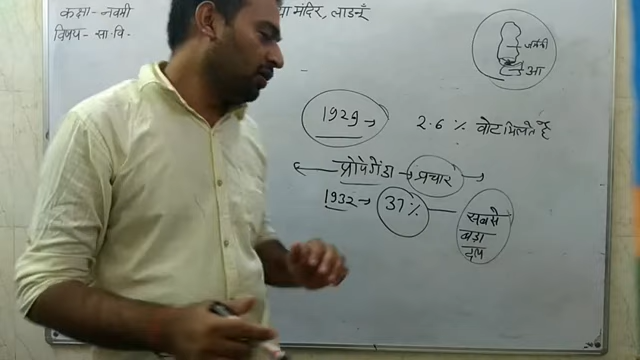 कक्षा - नवमी
या मंदिर, लाडनूँ
विषय - सा. वि -
जर्मनी
आ
1929 → 2.6 % वोट मिलते हैं
← प्रोपेगेंडा → प्रचार →
1932 → 37 % — सबसे
बड़ा
दल